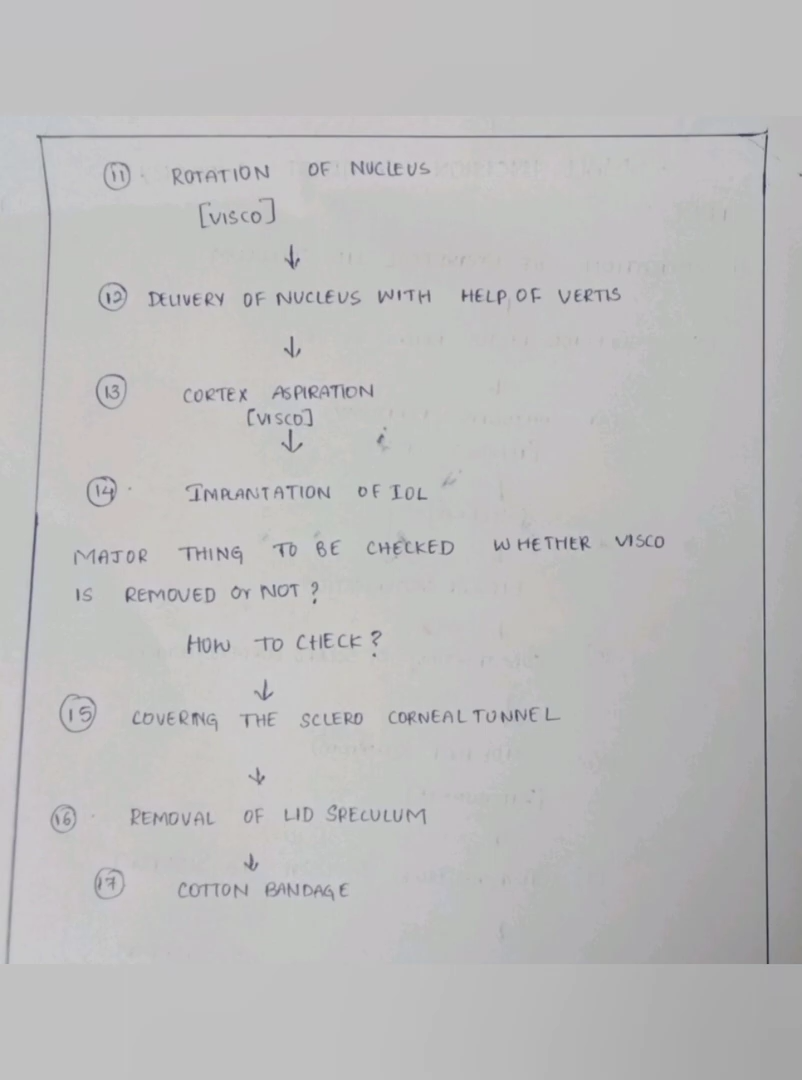 11 ROTATION OF NUCLEUS
[VISCO]
↓
12 DELIVERY OF NUCLEUS WITH HELP OF VERTIS
↓
13 CORTEX ASPIRATION
[VISCO]
↓
14 IMPLANTATION OF IOL
MAJOR THING TO BE CHECKED WHETHER VISCO
IS REMOVED Or NOT?
HOW TO CHECK?
↓
15 COVERING THE SCLERO CORNEAL TUNNEL
↓
16 REMOVAL OF LID SPECULUM
↓
17 COTTON BANDAGE